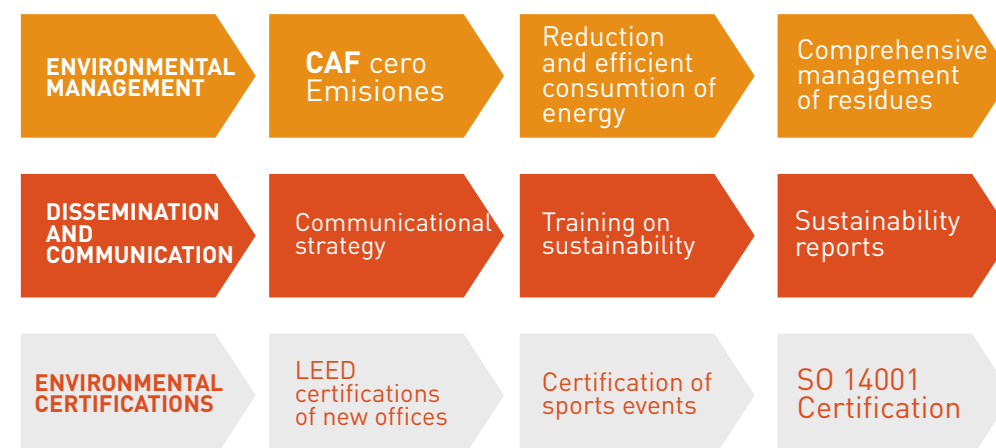 ENVIRONMENTAL
MANAGEMENT
CAF cero
Emisiones
Reduction
and efficient
consumtion of
energy
Comprehensive
management
of residues
DISSEMINATION
AND
COMMUNICATION
Communicational
strategy
Training on
sustainability
Sustainability
reports
ENVIRONMENTAL
CERTIFICATIONS
LEED
certifications
of new offices
Certification of
sports events
SO 14001
Certification